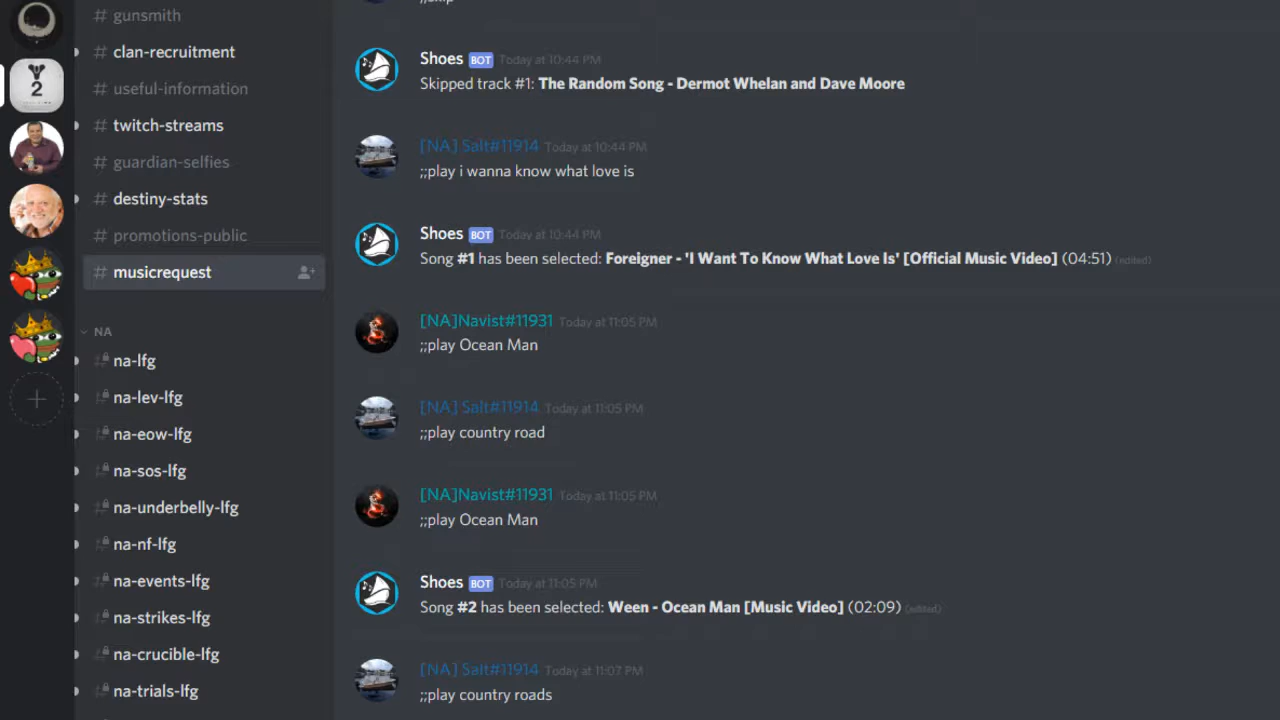 gunsmith
clan-recruitment
useful-information
twitch-streams
guardian-selfies
destiny-stats
promotions-public
musicrequest
NA
na-lfg
na-lev-lfg
na-eow-lfg
na-sos-lfg
na-underbelly-lfg
na-nf-lfg
na-events-lfg
na-strikes-lfg
na-crucible-lfg
na-trials-lfg
2
;;skip
Shoes BOT Today at 10:44 PM
Skipped track #1: The Random Song - Dermot Whelan and Dave Moore
[NA] Salt#11914 Today at 10:44 PM
;;play i wanna know what love is
Shoes BOT Today at 10:44 PM
Song #1 has been selected: Foreigner - 'I Want To Know What Love Is' [Official Music Video] (04:51) (edited)
[NA]Navist#11931 Today at 11:05 PM
;;play Ocean Man
[NA] Salt#11914 Today at 11:05 PM
;;play country road
[NA]Navist#11931 Today at 11:05 PM
;;play Ocean Man
Shoes BOT Today at 11:05 PM
Song #2 has been selected: Ween - Ocean Man [Music Video] (02:09) (edited)
[NA] Salt#11914 Today at 11:07 PM
;;play country roads